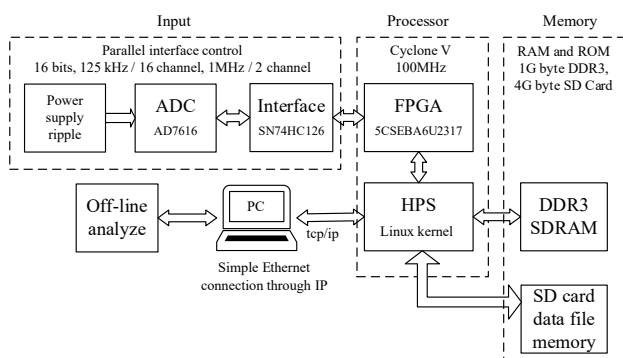 Input
Processor
Memory
Parallel interface control
16 bits, 125 kHz / 16 channel, 1MHz / 2 channel
Cyclone V
100MHz
RAM and ROM
1G byte DDR3,
4G byte SD Card
Power
supply
ripple
ADC
AD7616
Interface
SN74HC126
FPGA
5CSEBA6U2317
Off-line
analyze
PC
tcp/ip
HPS
Linux kernel
DDR3
SDRAM
Simple Ethernet
connection through IP
SD card
data file
memory